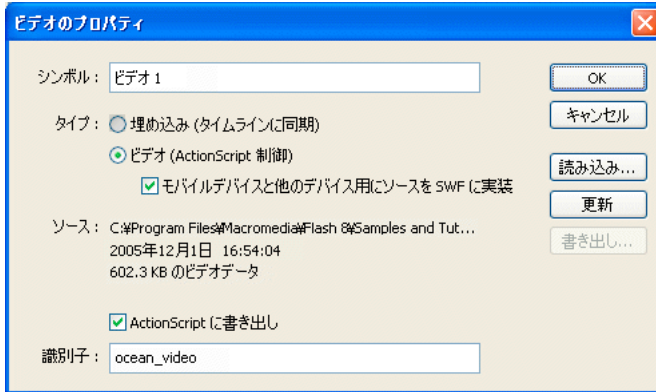 ビデオのプロパティ
シンボル： ビデオ 1
OK
タイプ： 埋め込み (タイムラインに同期)
キャンセル
ビデオ (ActionScript 制御)
モバイルデバイスと他のデバイス用にソースを SWF に実装
読み込み...
更新
ソース： C:¥Program Files¥Macromedia¥Flash 8¥Samples and Tut...
書き出し...
2005年12月1日 16:54:04
602.3 KB のビデオデータ
ActionScript に書き出し
識別子： ocean_video